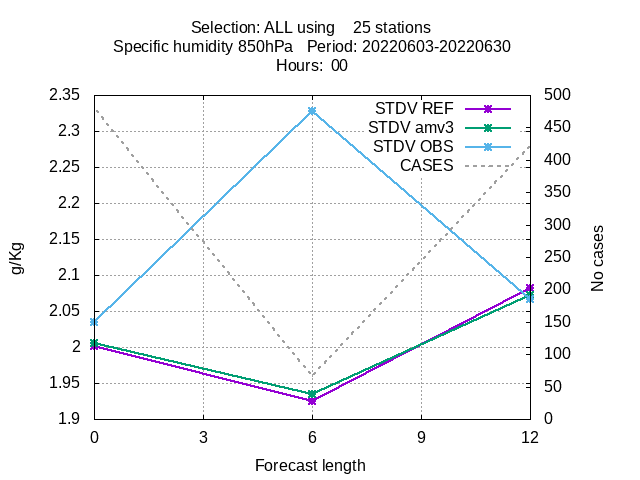 Selection: ALL using    25 stations
Specific humidity 850hPa   Period: 20220603-20220630
Hours:  00
2.35
2.3
2.25
2.2
2.15
2.1
2.05
2
1.95
1.9
500
450
400
350
300
250
200
150
100
50
0
STDV REF
STDV amv3
STDV OBS
CASES
g/Kg
No cases
0 3 6 9 12
Forecast length